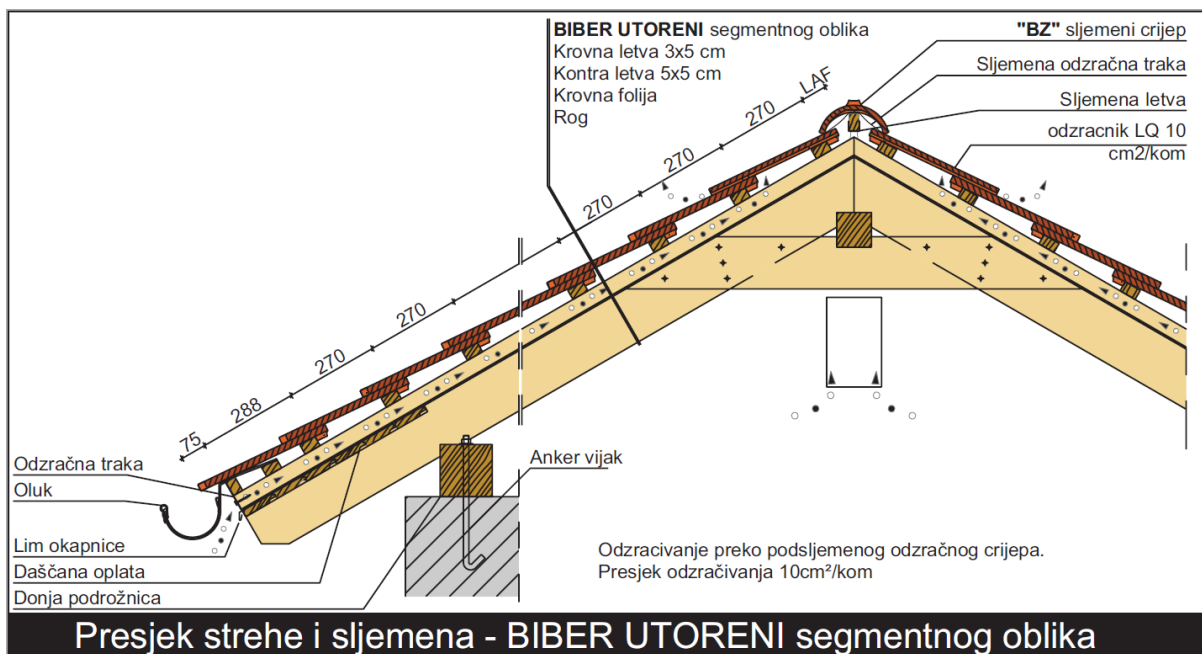 BIBER UTORENI segmentnog oblika
Krovna letva 3x5 cm
Kontra letva 5x5 cm
Krovna folija
Rog
"BZ" sljemeni crijep
Sljemena odzračna traka
Sljemena letva
odzracnik LQ 10
cm2/kom
LAF
270
270
270
270
270
288
75
Odzračna traka
Oluk
Lim okapnice
Daščana oplata
Donja podrožnica
Anker vijak
Odzracivanje preko podsljemenog odzračnog crijepa.
Presjek odzračivanja 10cm²/kom
Presjek strehe i sljemena - BIBER UTORENI segmentnog oblika